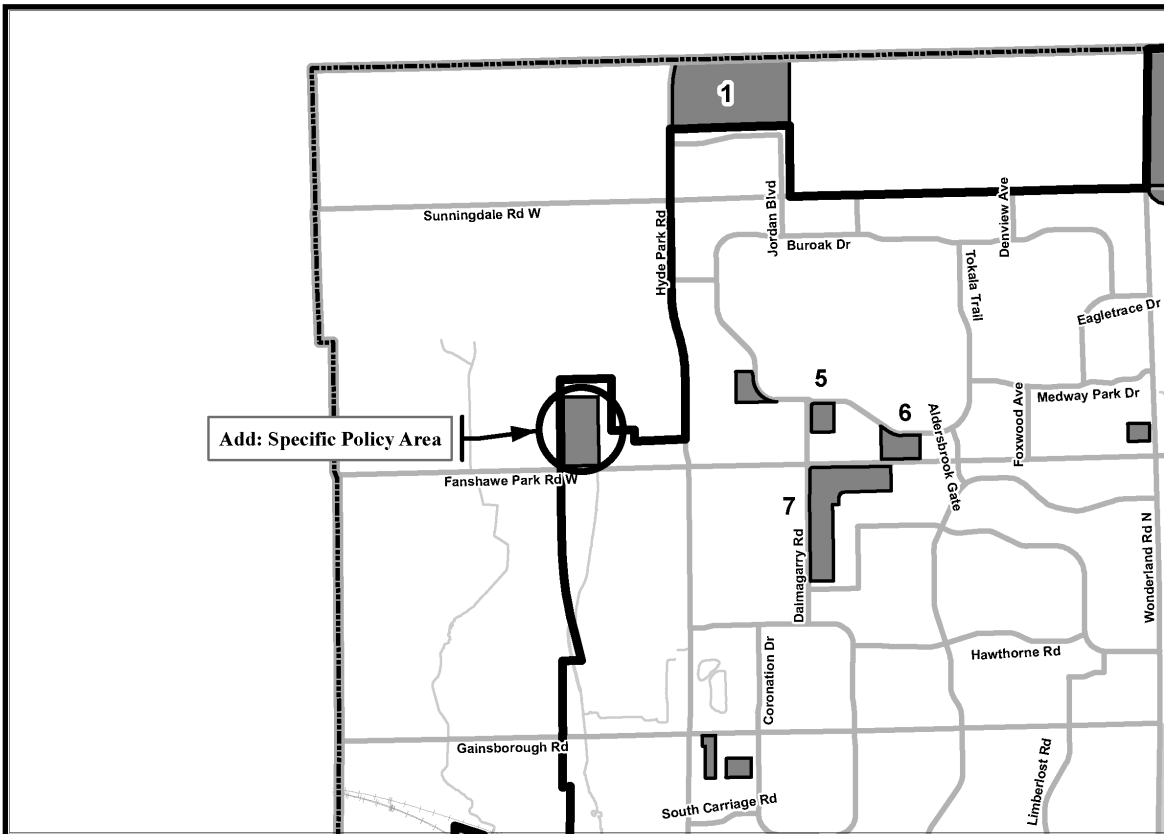 1
Sunningdale Rd W
Hyde Park Rd
Jordan Blvd
Buroak Dr
Denview Ave
Tokala Trail
Eagletrace Dr
5
Medway Park Dr
6
Aldersbrook Gate
Foxwood Ave
Add: Specific Policy Area
Fanshawe Park Rd W
7
Dalmagarry Rd
Wonderland Rd N
Coronation Dr
Hawthorne Rd
Gainsborough Rd
Limberlost Rd
South Carriage Rd